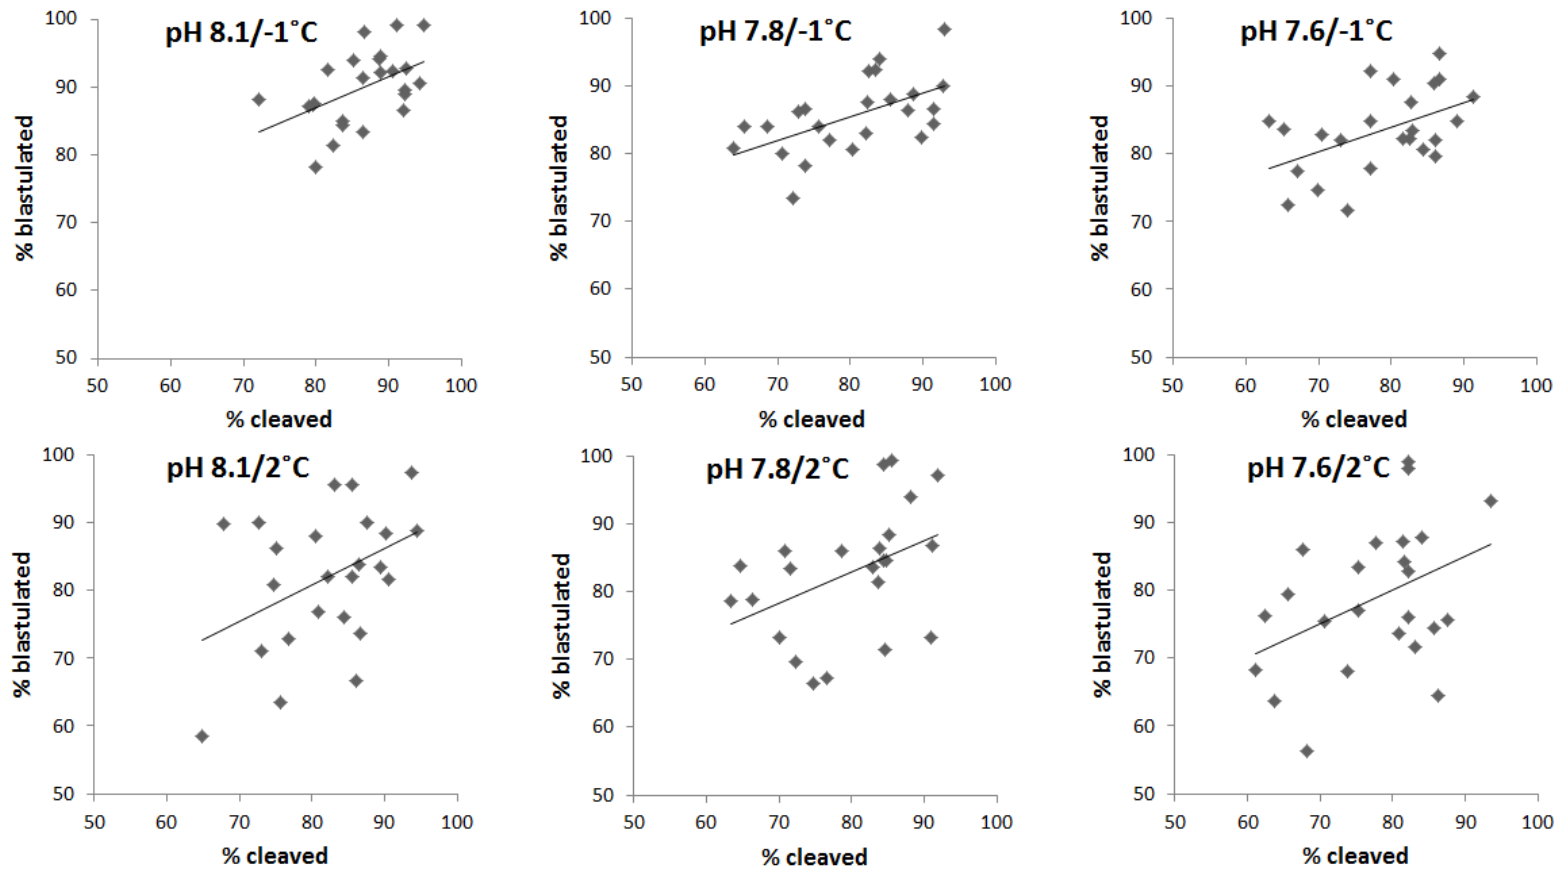 pH 8.1/-1˚C
100
90
80
70
60
50
% blastulated
50 60 70 80 90 100
% cleaved
pH 7.8/-1˚C
100
90
80
70
60
50
% blastulated
50 60 70 80 90 100
% cleaved
pH 7.6/-1˚C
100
90
80
70
60
50
% blastulated
50 60 70 80 90 100
% cleaved
pH 8.1/2˚C
100
90
80
70
60
50
% blastulated
50 60 70 80 90 100
% cleaved
pH 7.8/2˚C
100
90
80
70
60
50
% blastulated
50 60 70 80 90 100
% cleaved
pH 7.6/2˚C
100
90
80
70
60
50
% blastulated
50 60 70 80 90 100
% cleaved